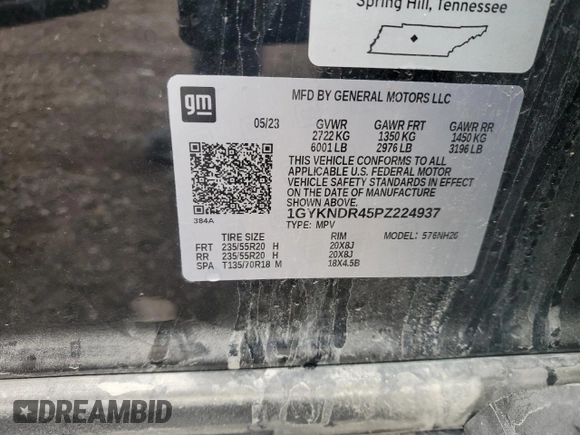 Spring Hill, Tennessee
gm
MFD BY GENERAL MOTORS LLC
05/23 GVWR GAWR FRT GAWR RR
2722 KG 1350 KG 1450 KG
6001 LB 2976 LB 3196 LB
THIS VEHICLE CONFORMS TO ALL
APPLICABLE U.S. FEDERAL MOTOR
VEHICLE SAFETY STANDARDS IN EFFECT
ON THE DATE OF MANUFACTURE SHOWN ABOVE.
384A
1GYKNDR45PZ224937
TYPE: MPV MODEL: 576NH26
TIRE SIZE RIM
FRT 235/55R20 H 20X8J
RR 235/55R20 H 20X8J
SPA T135/70R18 M 18X4.5B
DREAMBID